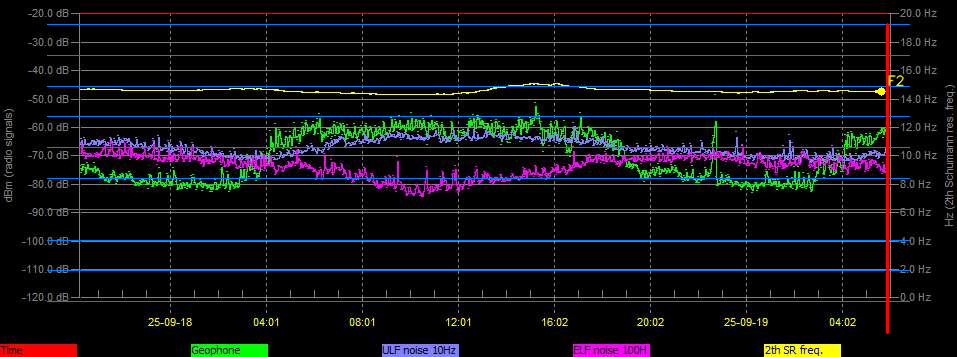 -20.0 dB
20.0 Hz
-30.0 dB
18.0 Hz
-40.0 dB
16.0 Hz
F2
-50.0 dB
14.0 Hz
-60.0 dB
12.0 Hz
-70.0 dB
10.0 Hz
-80.0 dB
8.0 Hz
-90.0 dB
6.0 Hz
-100.0 dB
4.0 Hz
-110.0 dB
2.0 Hz
-120.0 dB
0.0 Hz
dBm (radio signals)
Hz (2th Schumann res. freq.)
25-09-18 04:01 08:01 12:01 16:02 20:02 25-09-19 04:02
Time Geophone ULF noise 10Hz ELF noise 100H 2th SR freq.